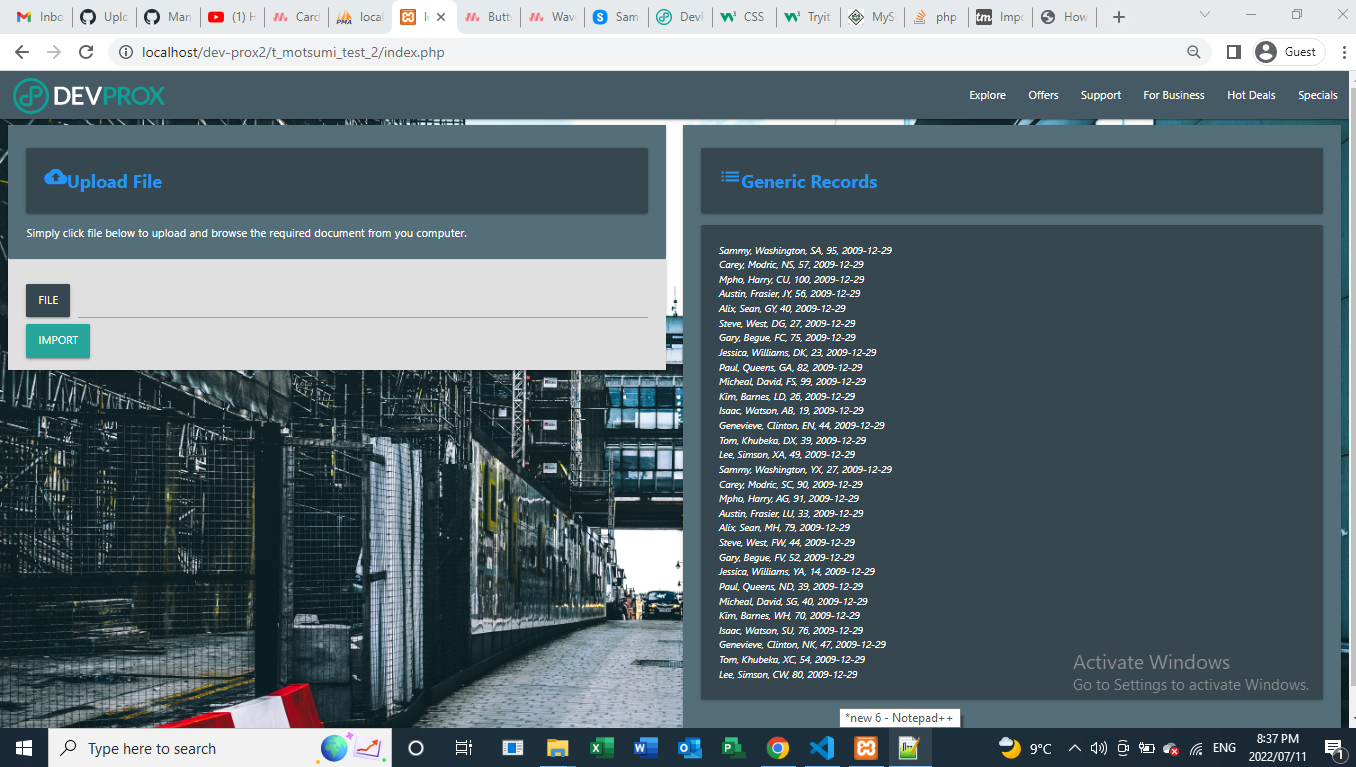 Inbo
Uplo
Man
(1) H
Card
local
In
Butt
Wav
Sam
DevP
CSS
Tryit
MyS
php
tm
Impo
How
localhost/dev-prox2/t_motsumi_test_2/index.php
Guest
DEVPROX
Explore
Offers
Support
For Business
Hot Deals
Specials
Upload File
Simply click file below to upload and browse the required document from you computer.
FILE
IMPORT
Generic Records
Sammy, Washington, SA, 95, 2009-12-29
Carey, Modric, NS, 57, 2009-12-29
Mpho, Harry, CU, 100, 2009-12-29
Austin, Frasier, JY, 56, 2009-12-29
Alix, Sean, GY, 40, 2009-12-29
Steve, West, DG, 27, 2009-12-29
Gary, Begue, FC, 75, 2009-12-29
Jessica, Williams, DK, 23, 2009-12-29
Paul, Queens, GA, 82, 2009-12-29
Micheal, David, FS, 99, 2009-12-29
Kim, Barnes, LD, 26, 2009-12-29
Isaac, Watson, AB, 19, 2009-12-29
Genevieve, Clinton, EN, 44, 2009-12-29
Tom, Khubeka, DX, 39, 2009-12-29
Lee, Simson, XA, 49, 2009-12-29
Sammy, Washington, YX, 27, 2009-12-29
Carey, Modric, SC, 90, 2009-12-29
Mpho, Harry, AG, 91, 2009-12-29
Austin, Frasier, LU, 33, 2009-12-29
Alix, Sean, MH, 79, 2009-12-29
Steve, West, FW, 44, 2009-12-29
Gary, Begue, FV, 52, 2009-12-29
Jessica, Williams, YA, 14, 2009-12-29
Paul, Queens, ND, 39, 2009-12-29
Micheal, David, SG, 40, 2009-12-29
Kim, Barnes, WH, 70, 2009-12-29
Isaac, Watson, SU, 76, 2009-12-29
Genevieve, Clinton, NK, 47, 2009-12-29
Tom, Khubeka, XC, 54, 2009-12-29
Lee, Simson, CW, 80, 2009-12-29
Activate Windows
Go to Settings to activate Windows.
*new 6 - Notepad++
Type here to search
9°C
ENG
8:37 PM
2022/07/11
1